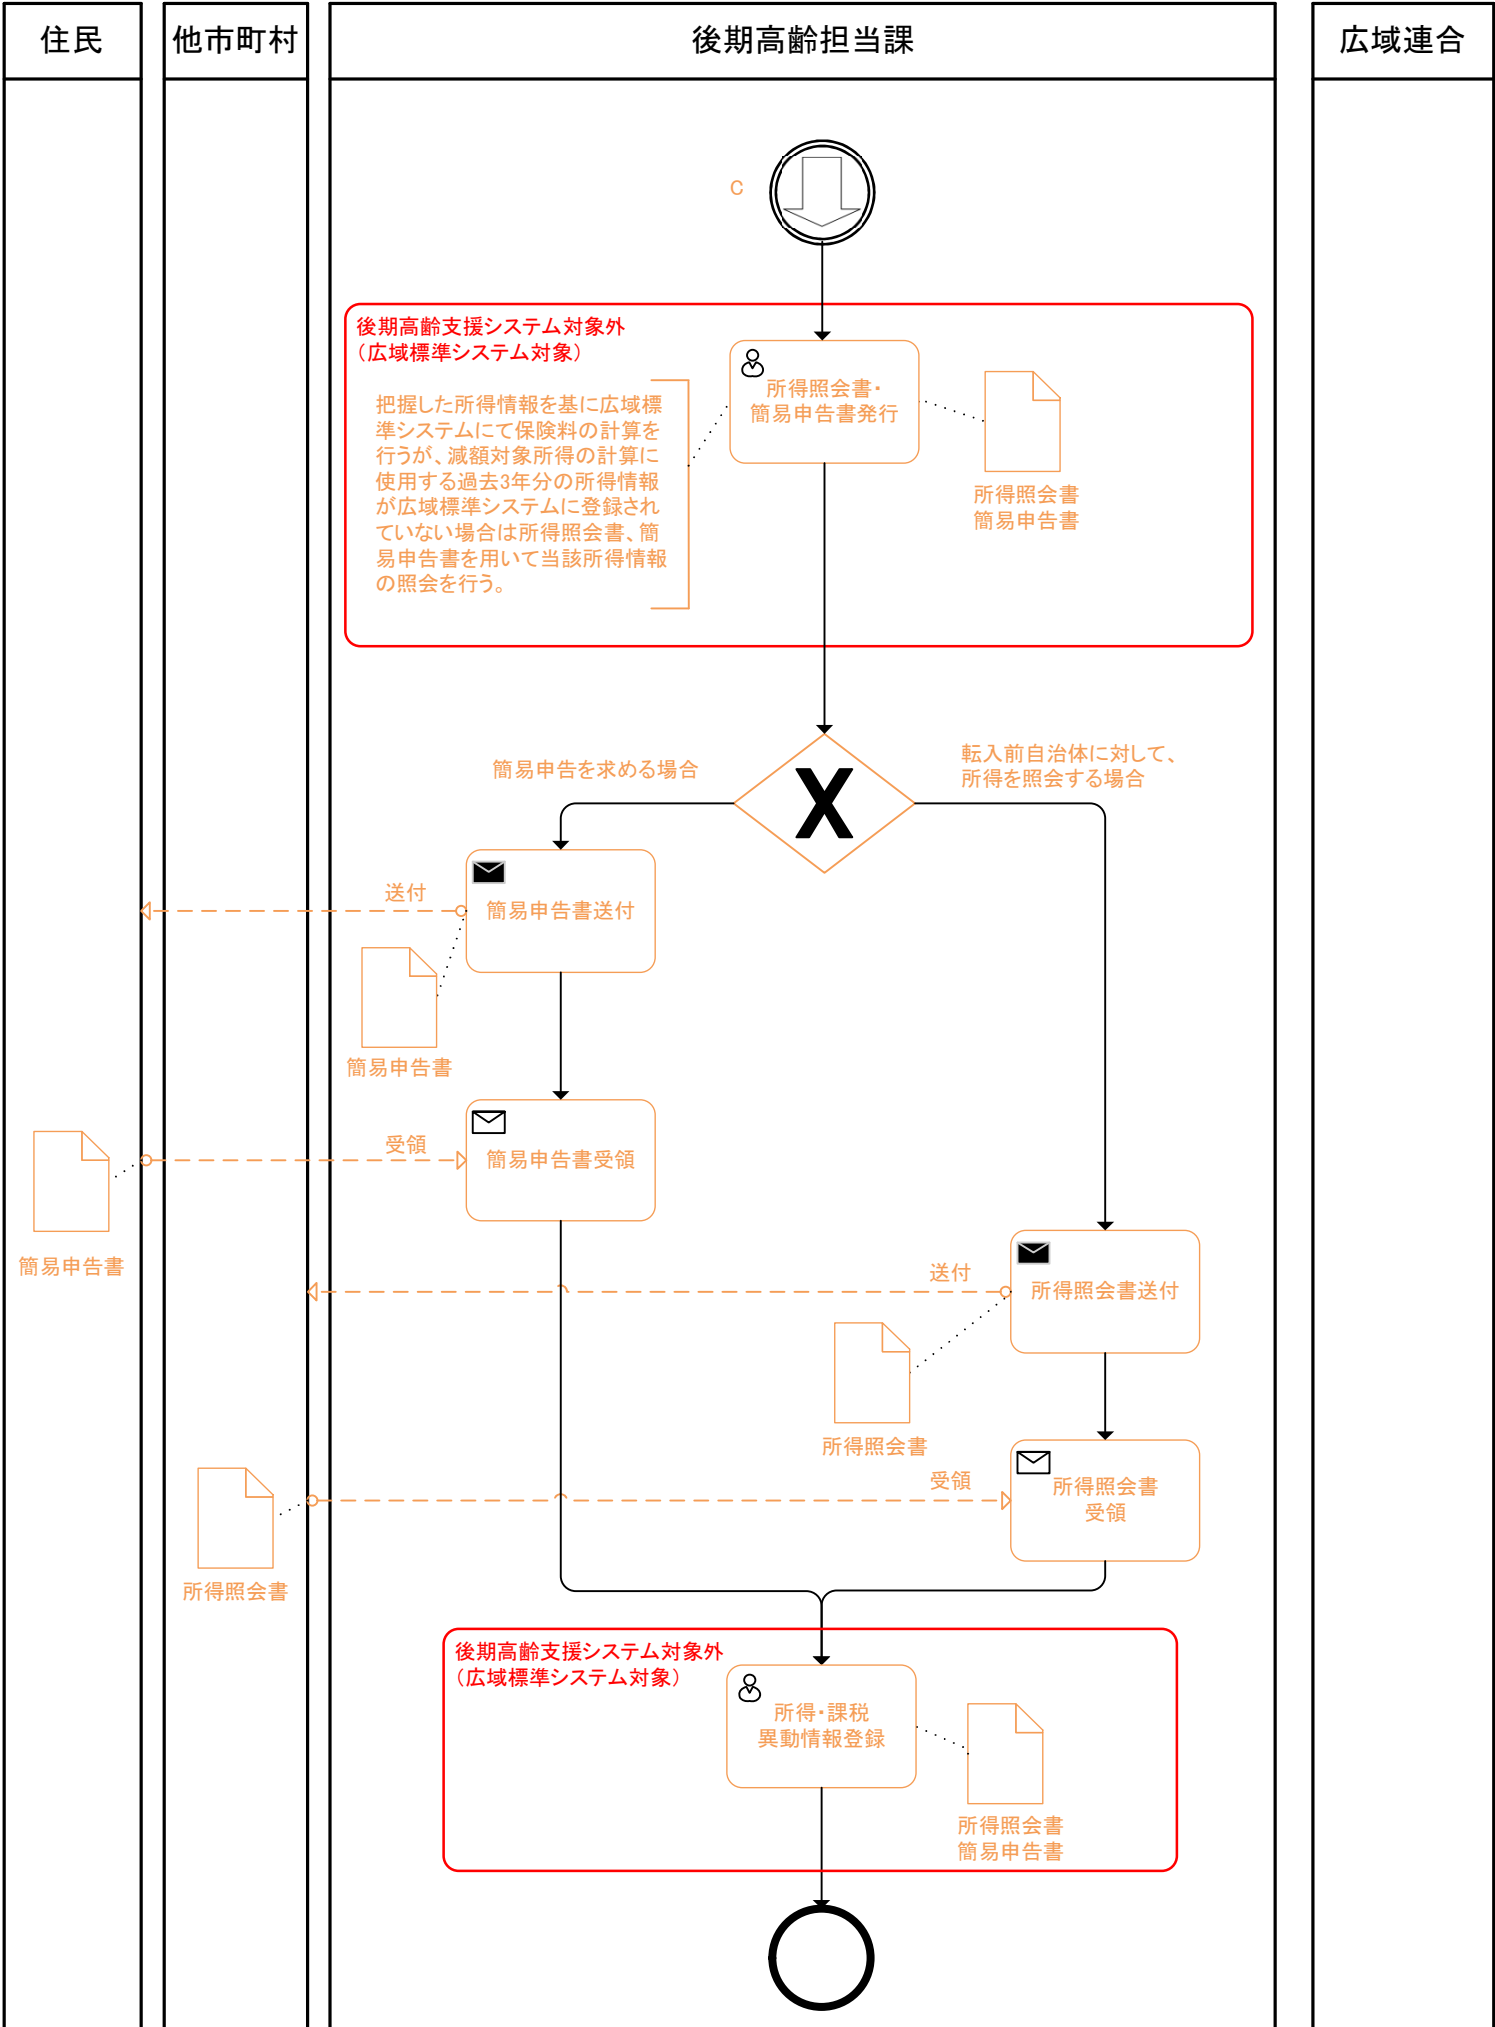 住民
他市町村
後期高齢担当課
広域連合
C
後期高齢支援システム対象外
（広域標準システム対象）
把握した所得情報を基に広域標
準システムにて保険料の計算を
行うが、減額対象所得の計算に
使用する過去3年分の所得情報
が広域標準システムに登録され
ていない場合は所得照会書、簡
易申告書を用いて当該所得情報
の照会を行う。
所得照会書・
簡易申告書発行
所得照会書
簡易申告書
簡易申告を求める場合
転入前自治体に対して、
所得を照会する場合
X
送付
簡易申告書送付
簡易申告書
受領
簡易申告書受領
簡易申告書
送付
所得照会書送付
所得照会書
受領
所得照会書
受領
所得照会書
後期高齢支援システム対象外
（広域標準システム対象）
所得・課税
異動情報登録
所得照会書
簡易申告書